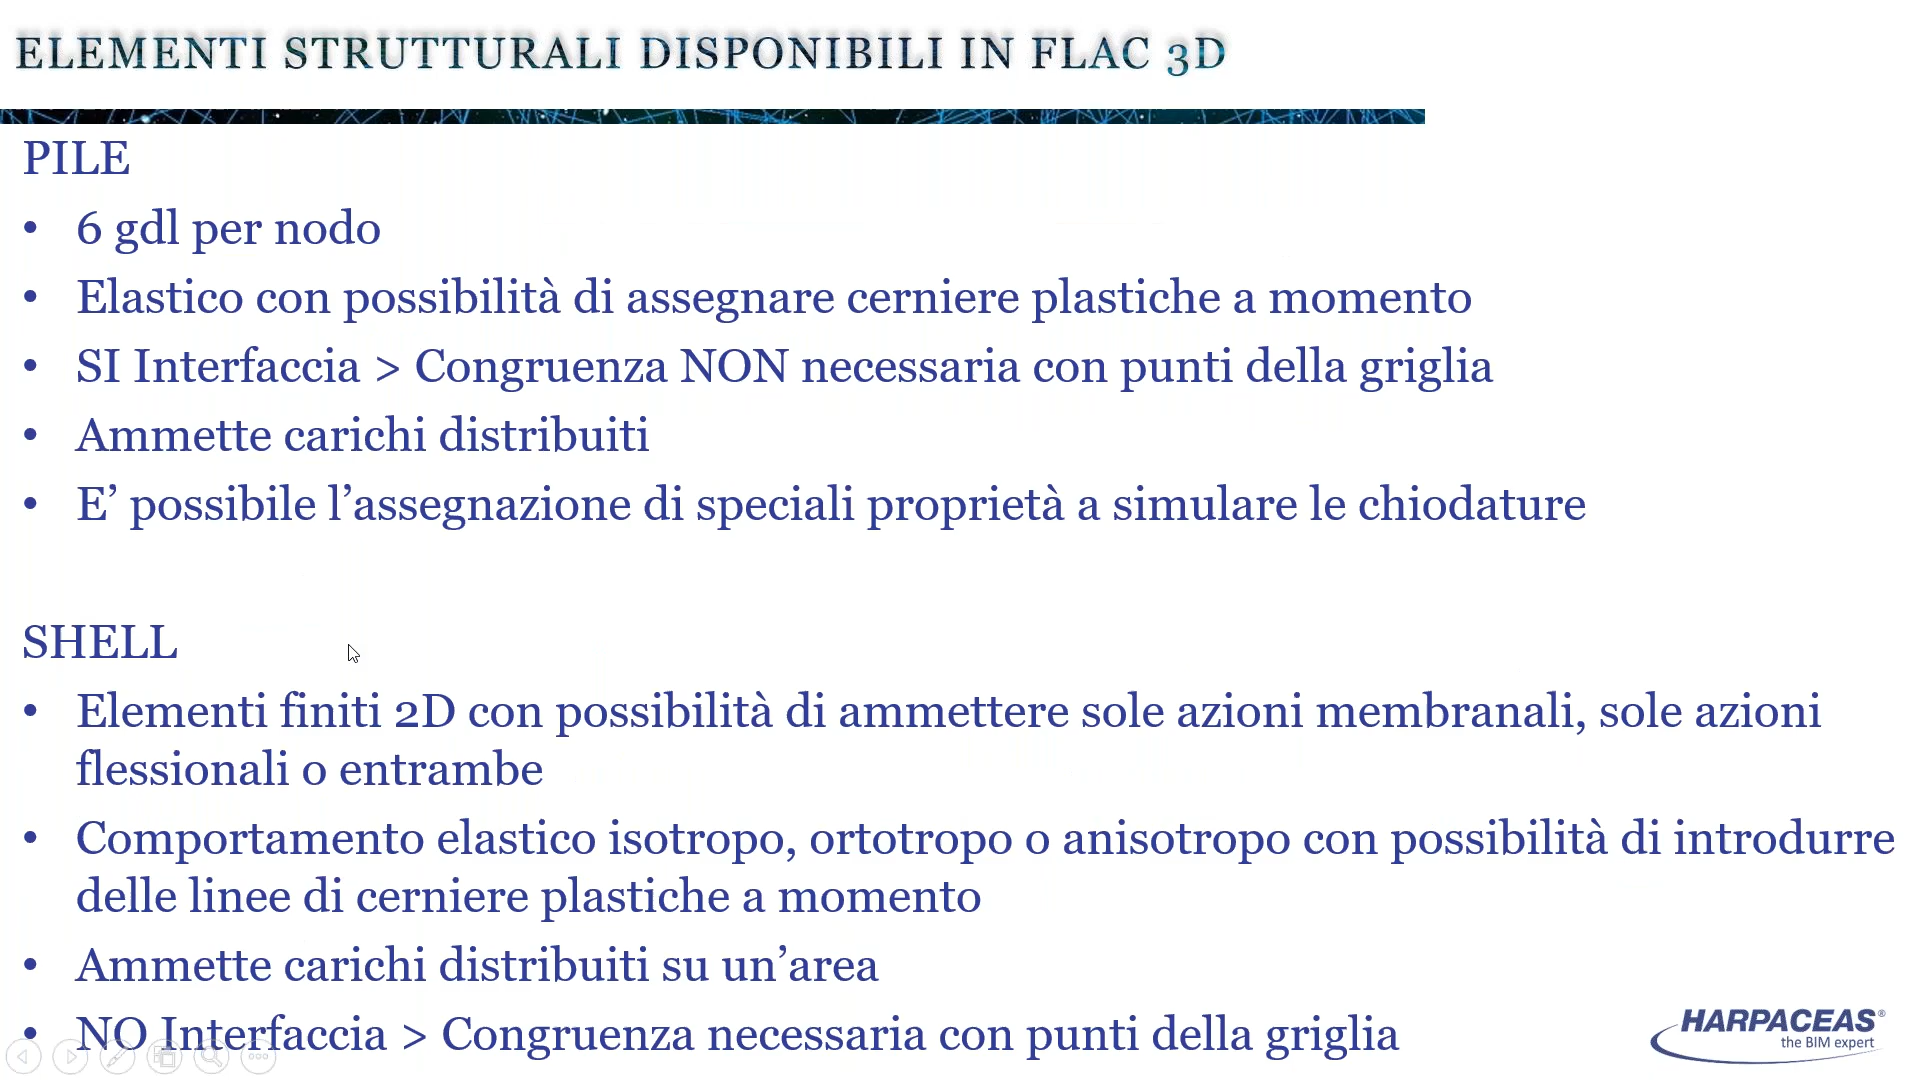 ELEMENTI STRUTTURALI DISPONIBILI IN FLAC 3D
PILE
• 6 gdl per nodo
• Elastico con possibilità di assegnare cerniere plastiche a momento
• SI Interfaccia > Congruenza NON necessaria con punti della griglia
• Ammette carichi distribuiti
• E’ possibile l’assegnazione di speciali proprietà a simulare le chiodature
SHELL
• Elementi finiti 2D con possibilità di ammettere sole azioni membranali, sole azioni
flessionali o entrambe
• Comportamento elastico isotropo, ortotropo o anisotropo con possibilità di introdurre
delle linee di cerniere plastiche a momento
• Ammette carichi distribuiti su un’area
• NO Interfaccia > Congruenza necessaria con punti della griglia
HARPACEAS®
the BIM expert